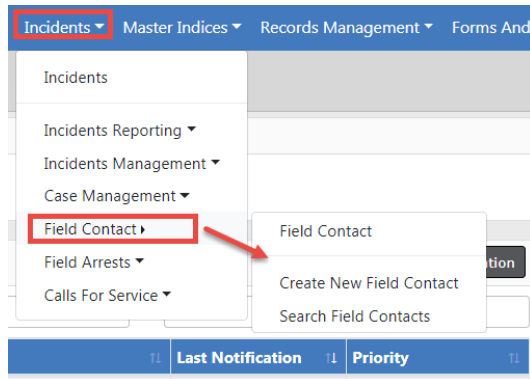 Incidents Master Indices Records Management Forms And
Incidents
Incidents Reporting
Incidents Management
Case Management
Field Contact
Field Contact
Field Arrests
Create New Field Contact
Calls For Service
Search Field Contacts
Last Notification Priority